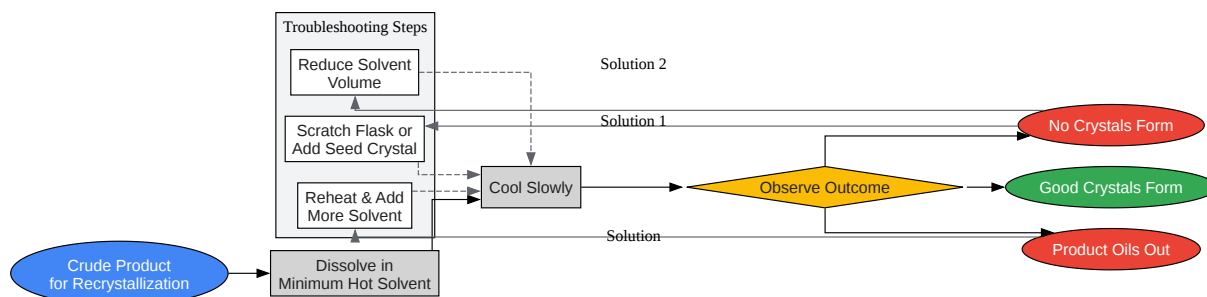 Troubleshooting Steps
Reduce Solvent
Volume
Solution 2
Scratch Flask or
Add Seed Crystal
Solution 1
No Crystals Form
Cool Slowly
Observe Outcome
Good Crystals Form
Reheat & Add
More Solvent
Solution
Product Oils Out
Crude Product
for Recrystallization
Dissolve in
Minimum Hot Solvent